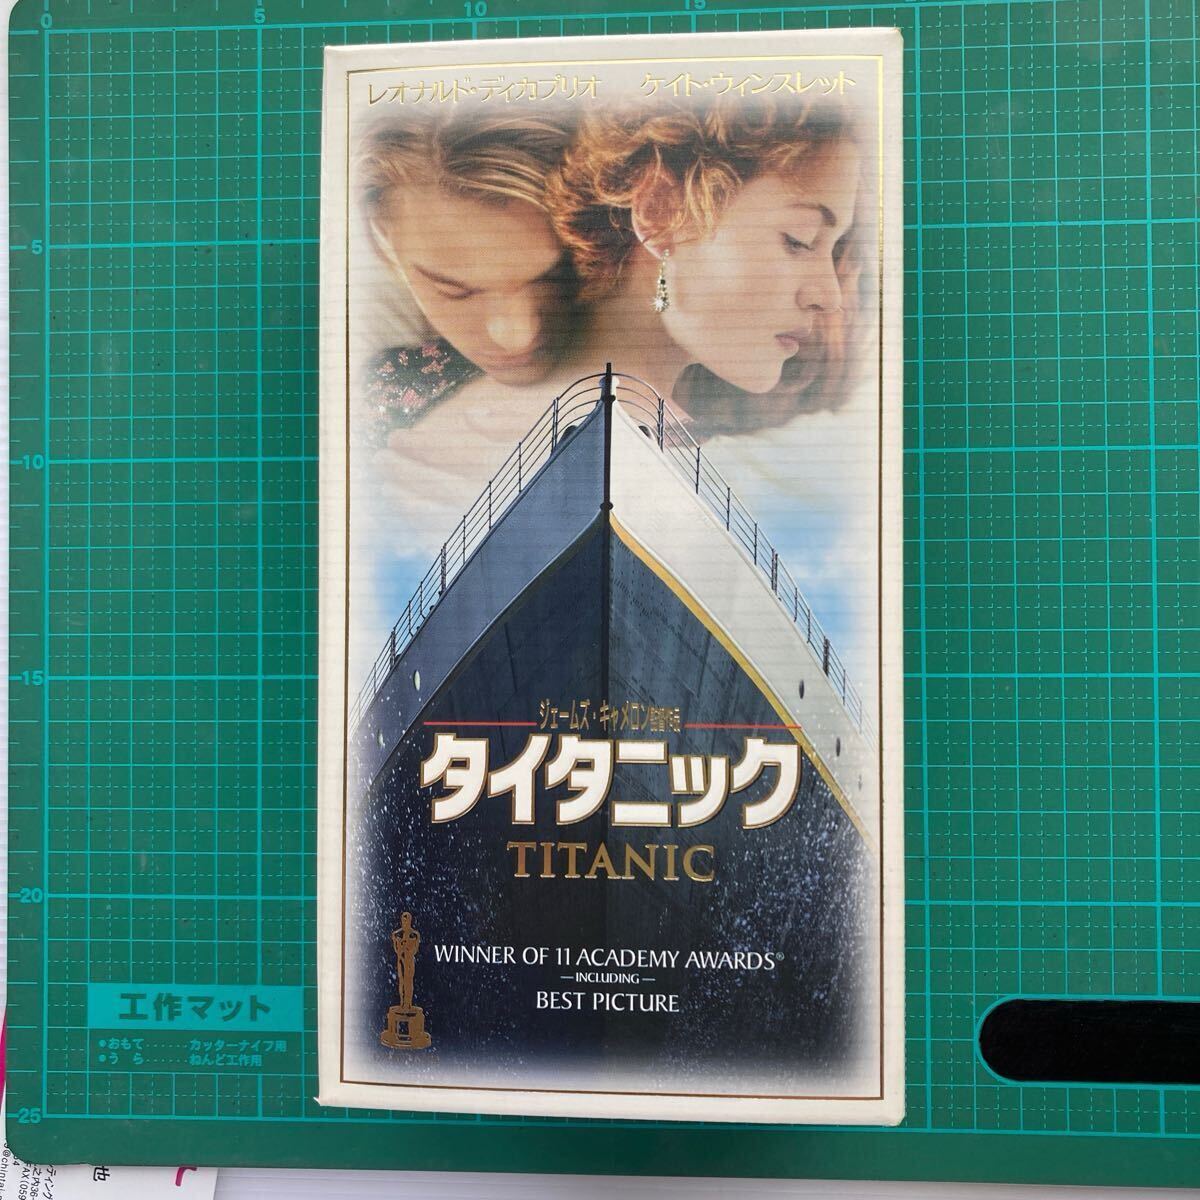 0 5 10 15
レオナルド・ディカプリオ ケイト・ウィンスレット
5
10
15
ジェームズ・キャメロン監督作品
タイタニック
TITANIC
20
WINNER OF 11 ACADEMY AWARDS®
—INCLUDING—
BEST PICTURE
工作マット
●おもて……カッターナイフ用
●うら……ねんど工作用
25